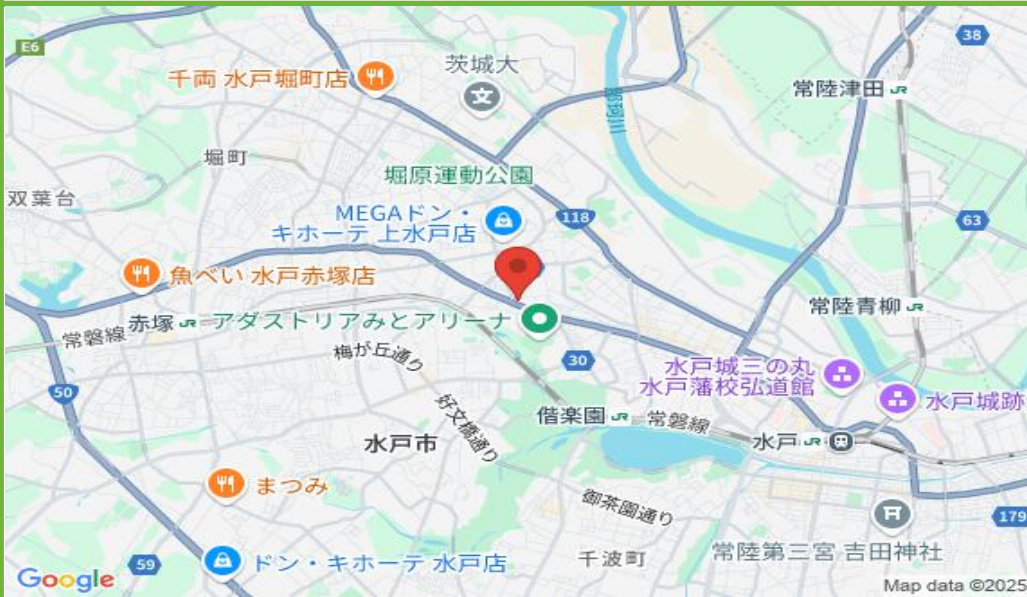 E6
38
茨城大
千両 水戸堀町店
常陸津田
JR
那珂川
堀町
堀原運動公園
双葉台
MEGAドン・
キホーテ 上水戸店
118
63
魚べい 水戸赤塚店
常陸青柳
JR
赤塚
JR
アダストリアみとアリーナ
常磐線
梅が丘通り
30
水戸城三の丸
水戸藩校弘道館
50
水戸城跡
好文橋通り
偕楽園
JR
常磐線
水戸市
水戸
JR
まつみ
御茶園通り
179
千波町
常陸第三宮 吉田神社
59
ドン・キホーテ 水戸店
Google
Map data ©2025